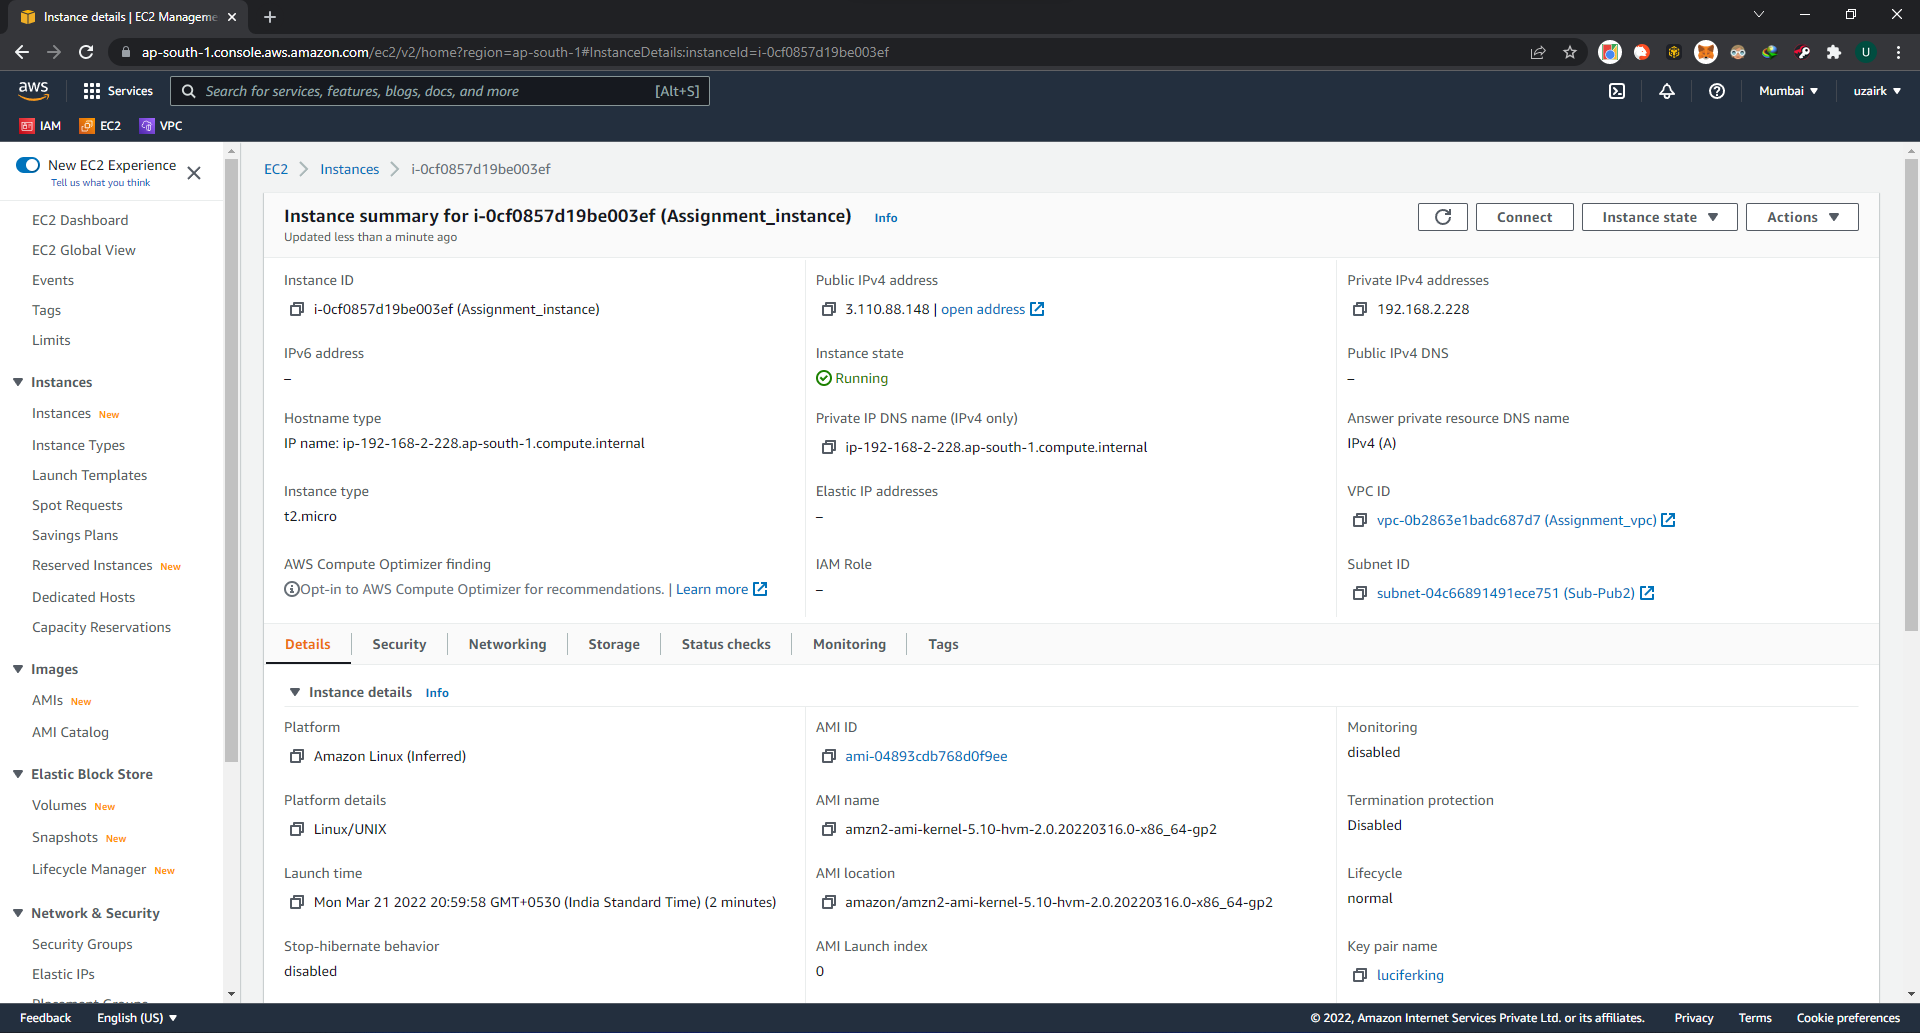 Instance details | EC2 Manageme
ap-south-1.console.aws.amazon.com/ec2/v2/home?region=ap-south-1#InstanceDetails:instanceId=i-0cf0857d19be003ef
U
aws
Services
Search for services, features, blogs, docs, and more
[Alt+S]
Mumbai
uzairk
IAM
EC2
VPC
New EC2 Experience
Tell us what you think
EC2 Dashboard
EC2 Global View
Events
Tags
Limits
Instances
Instances New
Instance Types
Launch Templates
Spot Requests
Savings Plans
Reserved Instances New
Dedicated Hosts
Capacity Reservations
Images
AMIs New
AMI Catalog
Elastic Block Store
Volumes New
Snapshots New
Lifecycle Manager New
Network & Security
Security Groups
Elastic IPs
Placement Groups
EC2 > Instances > i-0cf0857d19be003ef
Instance summary for i-0cf0857d19be003ef (Assignment_instance) Info
Updated less than a minute ago
Connect
Instance state
Actions
Instance ID
i-0cf0857d19be003ef (Assignment_instance)
Public IPv4 address
3.110.88.148 | open address
Private IPv4 addresses
192.168.2.228
IPv6 address
–
Instance state
Running
Public IPv4 DNS
–
Hostname type
IP name: ip-192-168-2-228.ap-south-1.compute.internal
Private IP DNS name (IPv4 only)
ip-192-168-2-228.ap-south-1.compute.internal
Answer private resource DNS name
IPv4 (A)
Instance type
t2.micro
Elastic IP addresses
–
VPC ID
vpc-0b2863e1badc687d7 (Assignment_vpc)
AWS Compute Optimizer finding
Opt-in to AWS Compute Optimizer for recommendations. | Learn more
IAM Role
–
Subnet ID
subnet-04c66891491ece751 (Sub-Pub2)
Details
Security
Networking
Storage
Status checks
Monitoring
Tags
Instance details Info
Platform
Amazon Linux (Inferred)
AMI ID
ami-04893cdb768d0f9ee
Monitoring
disabled
Platform details
Linux/UNIX
AMI name
amzn2-ami-kernel-5.10-hvm-2.0.20220316.0-x86_64-gp2
Termination protection
Disabled
Launch time
Mon Mar 21 2022 20:59:58 GMT+0530 (India Standard Time) (2 minutes)
AMI location
amazon/amzn2-ami-kernel-5.10-hvm-2.0.20220316.0-x86_64-gp2
Lifecycle
normal
Stop-hibernate behavior
disabled
AMI Launch index
0
Key pair name
luciferking
Feedback
English (US)
© 2022, Amazon Internet Services Private Ltd. or its affiliates.
Privacy
Terms
Cookie preferences